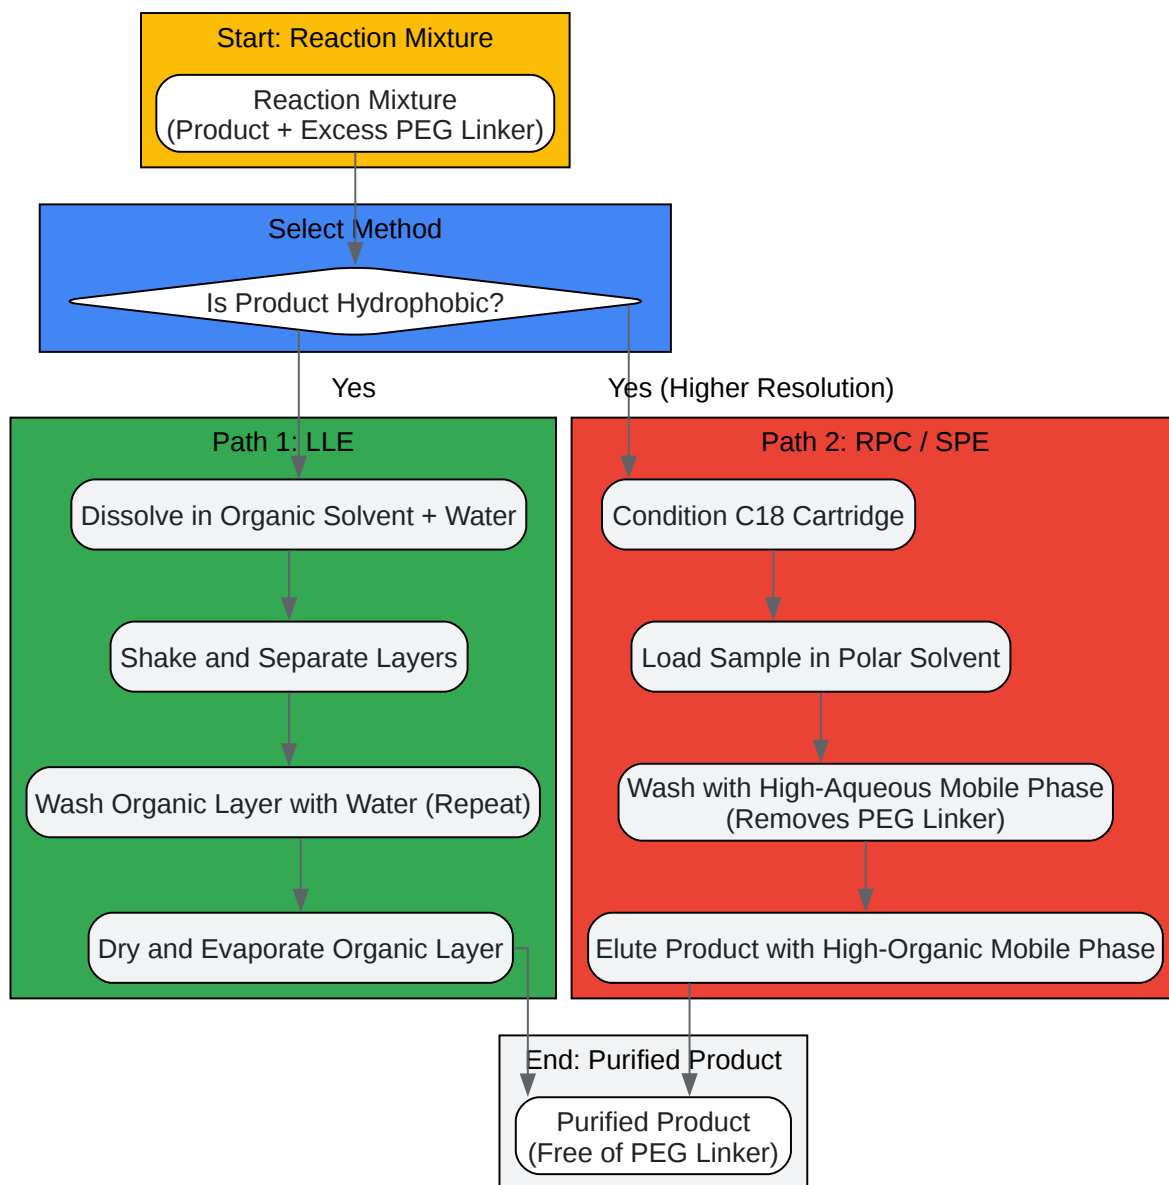 Start: Reaction Mixture
Reaction Mixture
(Product + Excess PEG Linker)
Select Method
Is Product Hydrophobic?
Yes
Yes (Higher Resolution)
Path 1: LLE
Dissolve in Organic Solvent + Water
Shake and Separate Layers
Wash Organic Layer with Water (Repeat)
Dry and Evaporate Organic Layer
Path 2: RPC / SPE
Condition C18 Cartridge
Load Sample in Polar Solvent
Wash with High-Aqueous Mobile Phase
(Removes PEG Linker)
Elute Product with High-Organic Mobile Phase
End: Purified Product
Purified Product
(Free of PEG Linker)